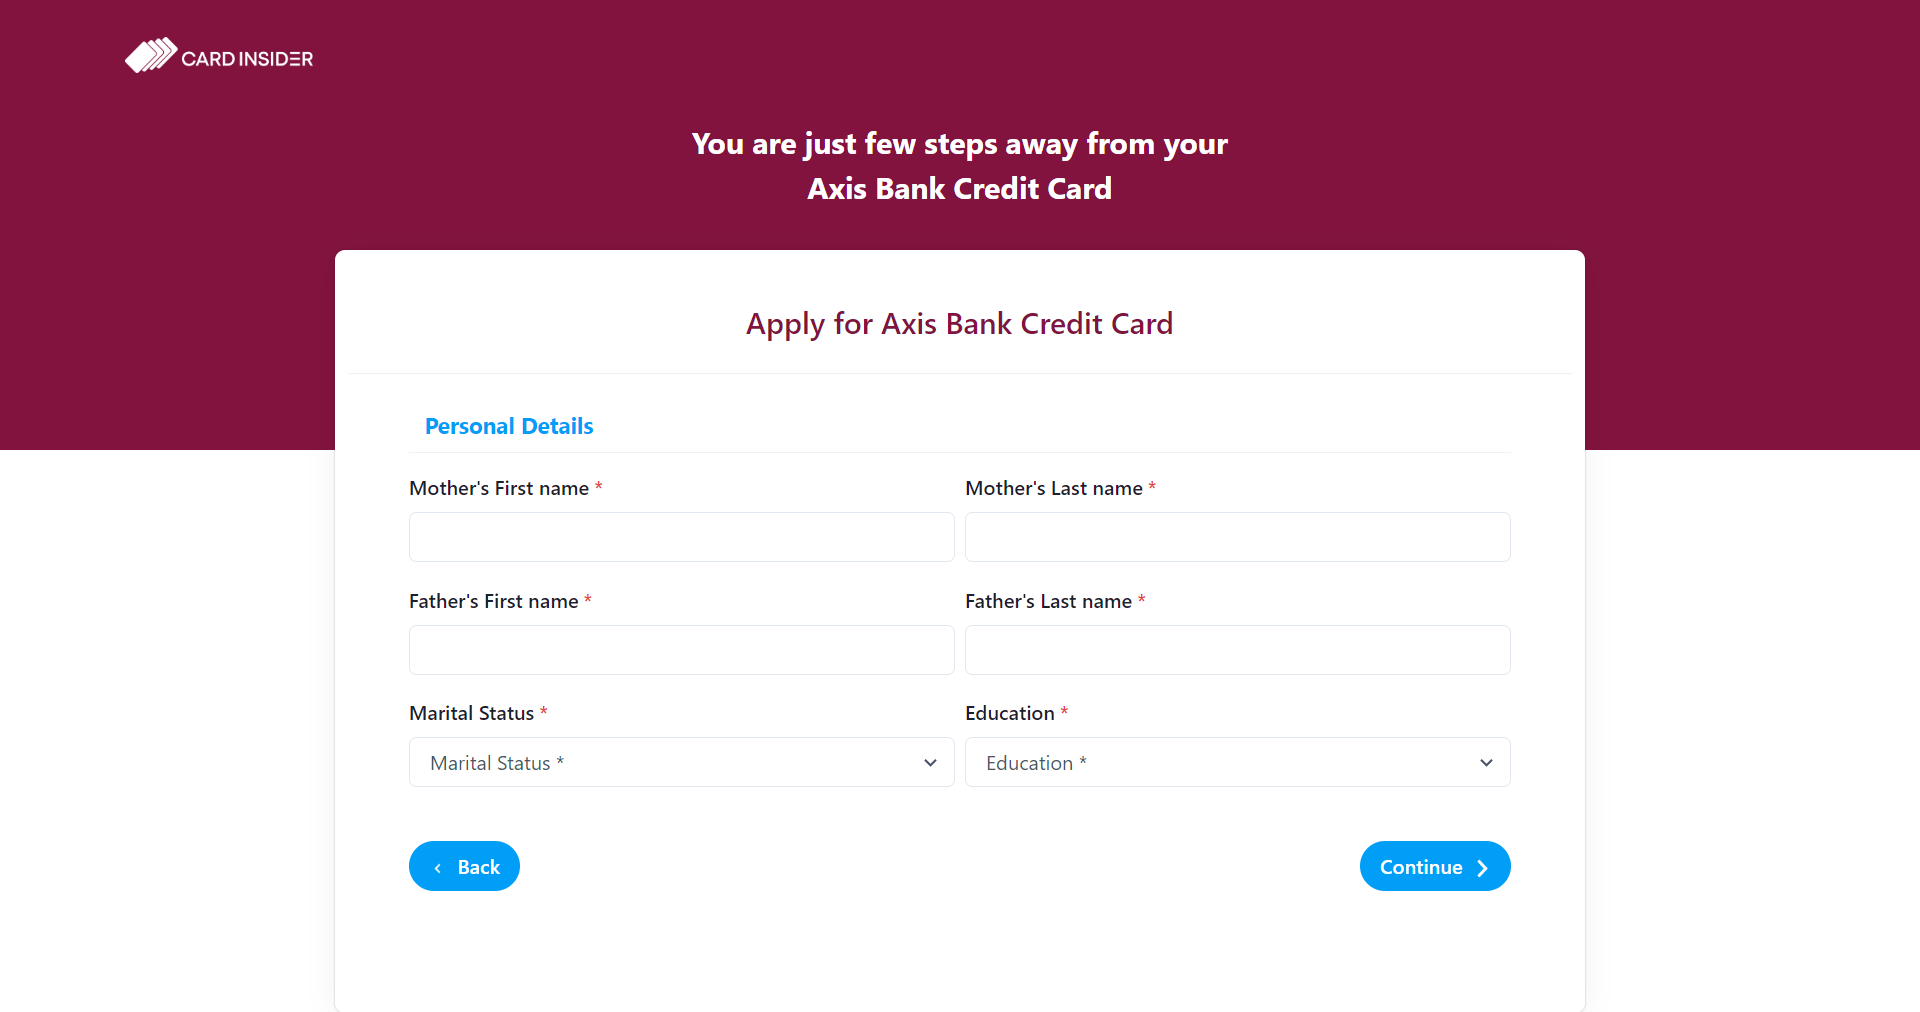 CARD INSIDER
You are just few steps away from your
Axis Bank Credit Card
Apply for Axis Bank Credit Card
Personal Details
Mother's First name *
Mother's Last name *
Father's First name *
Father's Last name *
Marital Status *
Education *
Marital Status *
Education *
Back
Continue